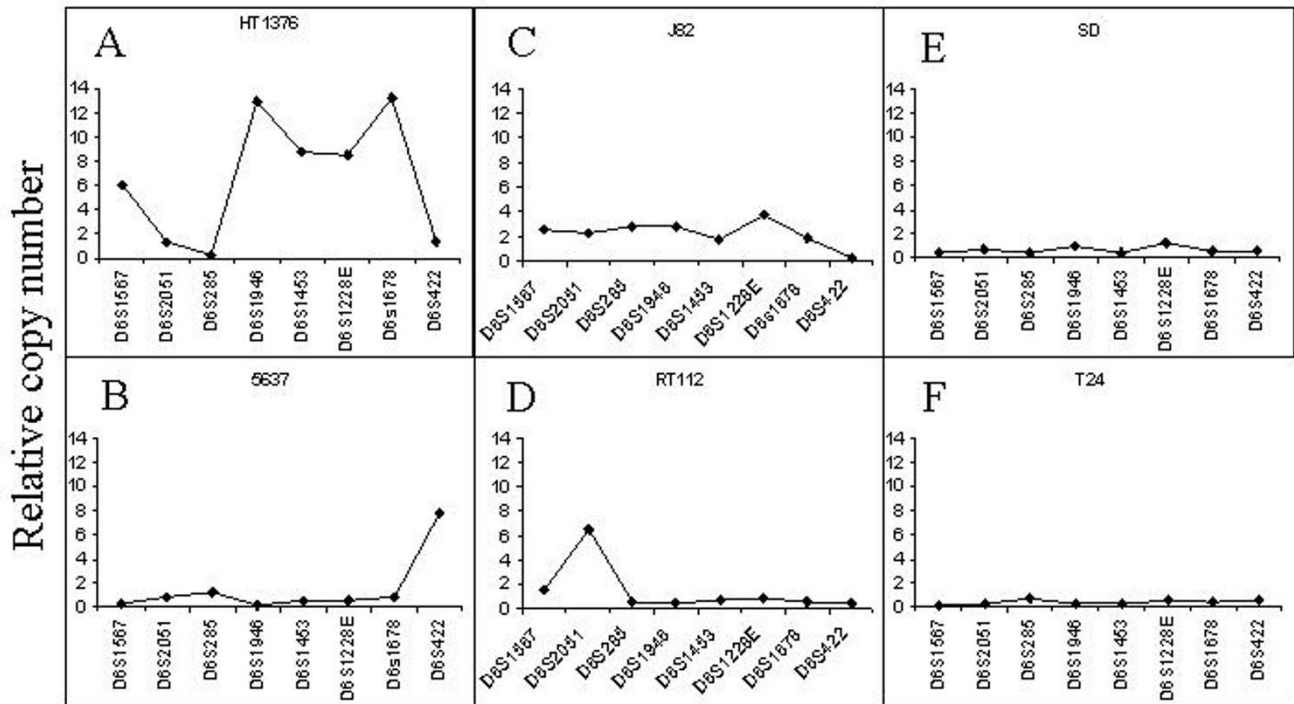 Relative copy number
A
HT1376
14
12
10
8
6
4
2
0
D6S1567
D6S2051
D6S285
D6S1946
D6S1453
D6S1228E
D6s1678
D6S422
C
J82
14
12
10
8
6
4
2
0
D6S1567
D6S2051
D6S285
D6S1946
D6S1453
D6S1228E
D6s1678
D6S422
E
SD
14
12
10
8
6
4
2
0
D6S1567
D6S2051
D6S285
D6S1946
D6S1453
D6S1228E
D6S1678
D6S422
B
5637
14
12
10
8
6
4
2
0
D6S1567
D6S2051
D6S285
D6S1946
D6S1453
D6S1228E
D6s1678
D6S422
D
RT112
14
12
10
8
6
4
2
0
D6S1567
D6S2051
D6S285
D6S1946
D6S1453
D6S1228E
D6S1678
D6S422
F
T24
14
12
10
8
6
4
2
0
D6S1567
D6S2051
D6S285
D6S1946
D6S1453
D6S1228E
D6S1678
D6S422